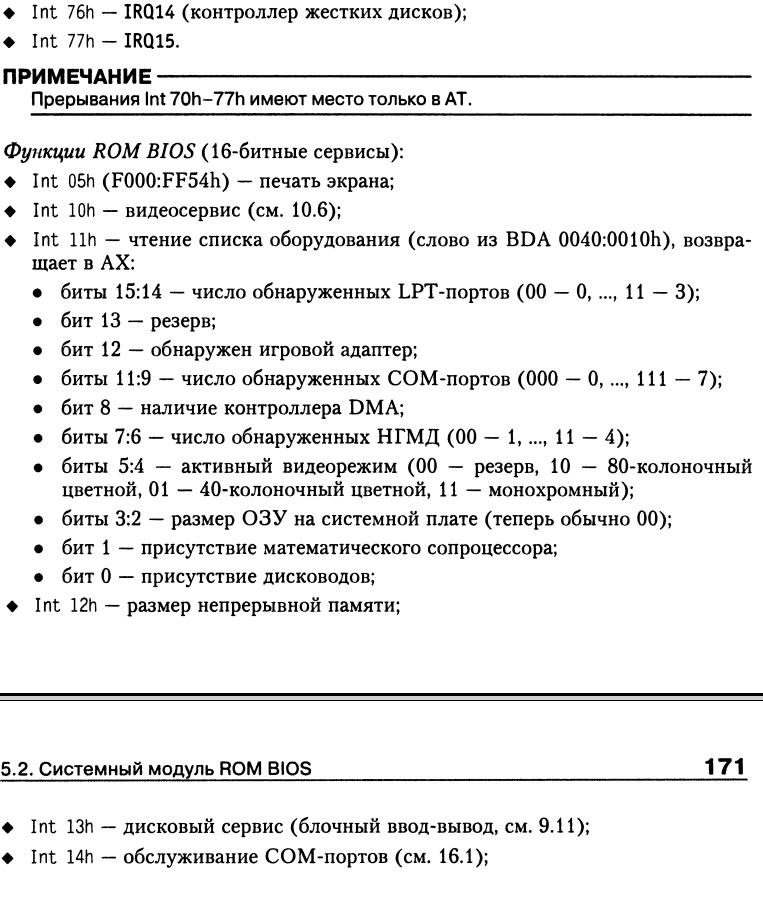 ◆ Int 76h — IRQ14 (контроллер жестких дисков);
◆ Int 77h — IRQ15.
ПРИМЕЧАНИЕ
Прерывания Int 70h–77h имеют место только в AT.
Функции ROM BIOS (16-битные сервисы):
◆ Int 05h (F000:FF54h) — печать экрана;
◆ Int 10h — видеосервис (см. 10.6);
◆ Int 11h — чтение списка оборудования (слово из BDA 0040:0010h), возвра-
щает в AX:
● биты 15:14 — число обнаруженных LPT-портов (00 — 0, ..., 11 — 3);
● бит 13 — резерв;
● бит 12 — обнаружен игровой адаптер;
● биты 11:9 — число обнаруженных COM-портов (000 — 0, ..., 111 — 7);
● бит 8 — наличие контроллера DMA;
● биты 7:6 — число обнаруженных НГМД (00 — 1, ..., 11 — 4);
● биты 5:4 — активный видеорежим (00 — резерв, 10 — 80-колоночный
цветной, 01 — 40-колоночный цветной, 11 — монохромный);
● биты 3:2 — размер ОЗУ на системной плате (теперь обычно 00);
● бит 1 — присутствие математического сопроцессора;
● бит 0 — присутствие дисководов;
◆ Int 12h — размер непрерывной памяти;
5.2. Системный модуль ROM BIOS 171
◆ Int 13h — дисковый сервис (блочный ввод-вывод, см. 9.11);
◆ Int 14h — обслуживание COM-портов (см. 16.1);